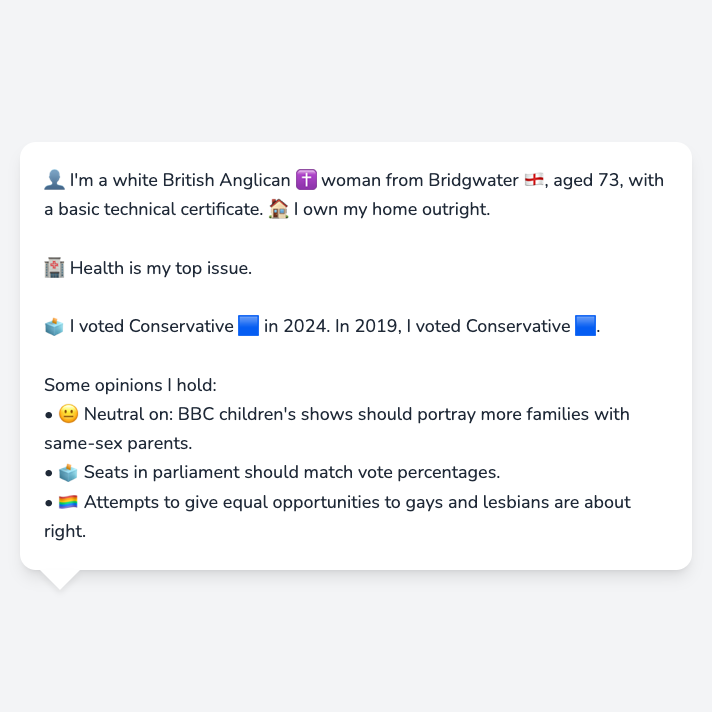 👤 I'm a white British Anglican ✝️ woman from Bridgwater 🏴󠁧󠁢󠁥󠁮󠁧󠁿, aged 73, with
a basic technical certificate. 🏠 I own my home outright.
🏥 Health is my top issue.
🗳️ I voted Conservative 🟦 in 2024. In 2019, I voted Conservative 🟦.
Some opinions I hold:
• 😐 Neutral on: BBC children's shows should portray more families with
same-sex parents.
• 🗳️ Seats in parliament should match vote percentages.
• 🏳️‍🌈 Attempts to give equal opportunities to gays and lesbians are about
right.